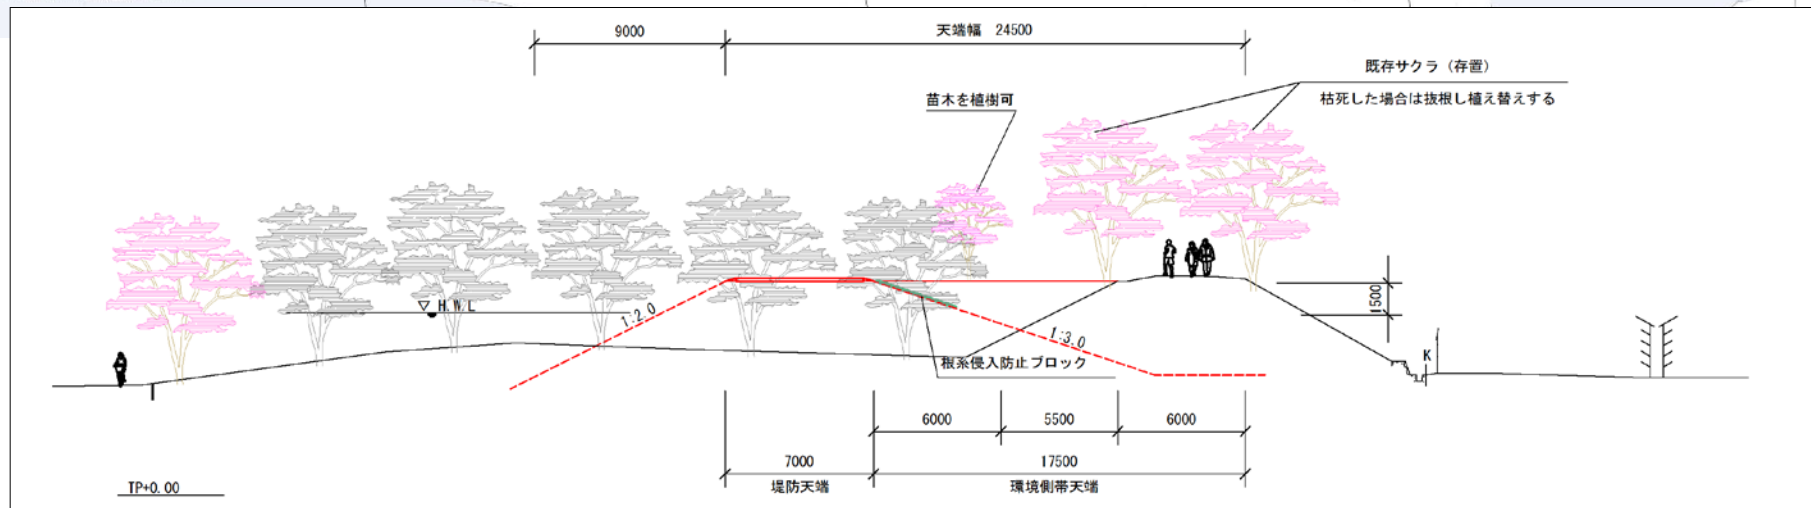 9000
天端幅 24500
既存サクラ（存置）
枯死した場合は抜根し植え替えする
苗木を植樹可
H.W.L
1:2.0
1:3.0
1500
根系侵入防止ブロック
K
6000
5500
6000
7000
17500
堤防天端
環境側帯天端
TP+0.00